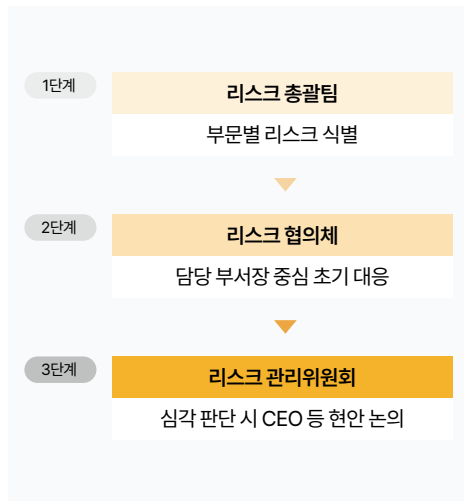 1단계
리스크 총괄팀
부문별 리스크 식별
2단계
리스크 협의체
담당 부서장 중심 초기 대응
3단계
리스크 관리위원회
심각 판단 시 CEO 등 현안 논의